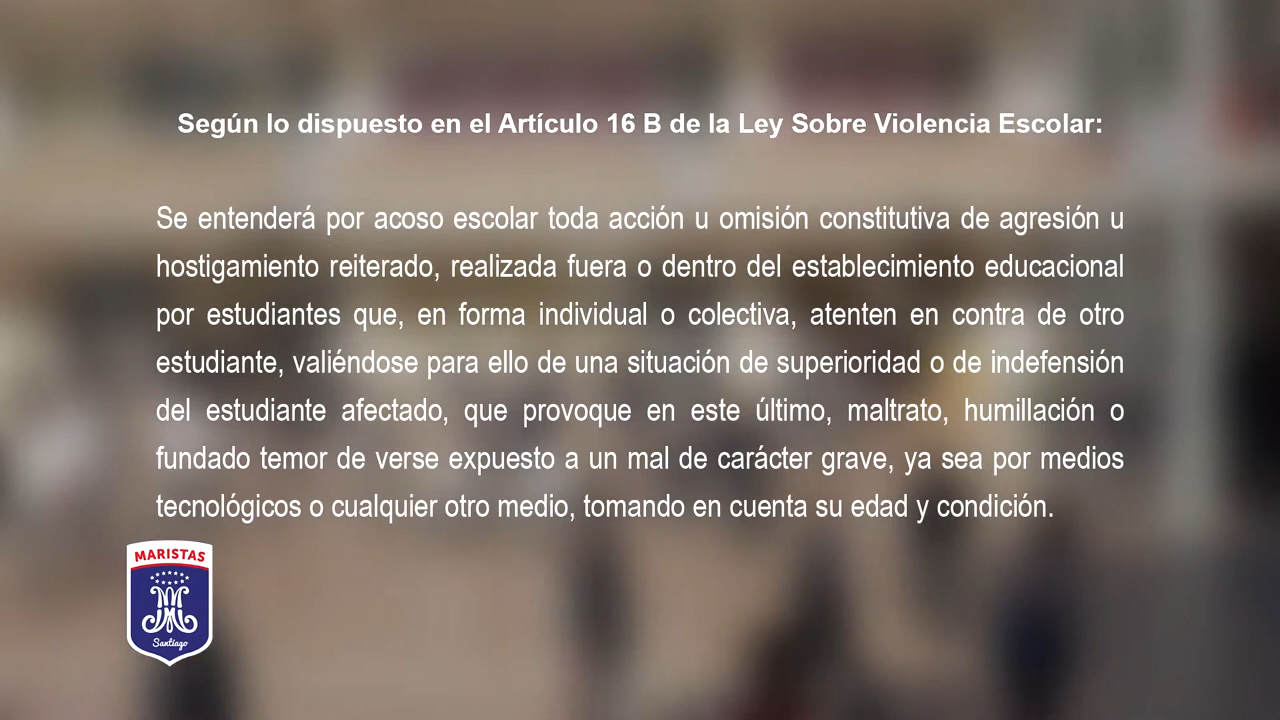 Según lo dispuesto en el Artículo 16 B de la Ley Sobre Violencia Escolar:
Se entenderá por acoso escolar toda acción u omisión constitutiva de agresión u
hostigamiento reiterado, realizada fuera o dentro del establecimiento educacional
por estudiantes que, en forma individual o colectiva, atenten en contra de otro
estudiante, valiéndose para ello de una situación de superioridad o de indefensión
del estudiante afectado, que provoque en este último, maltrato, humillación o
fundado temor de verse expuesto a un mal de carácter grave, ya sea por medios
tecnológicos o cualquier otro medio, tomando en cuenta su edad y condición.
MARISTAS
Santiago